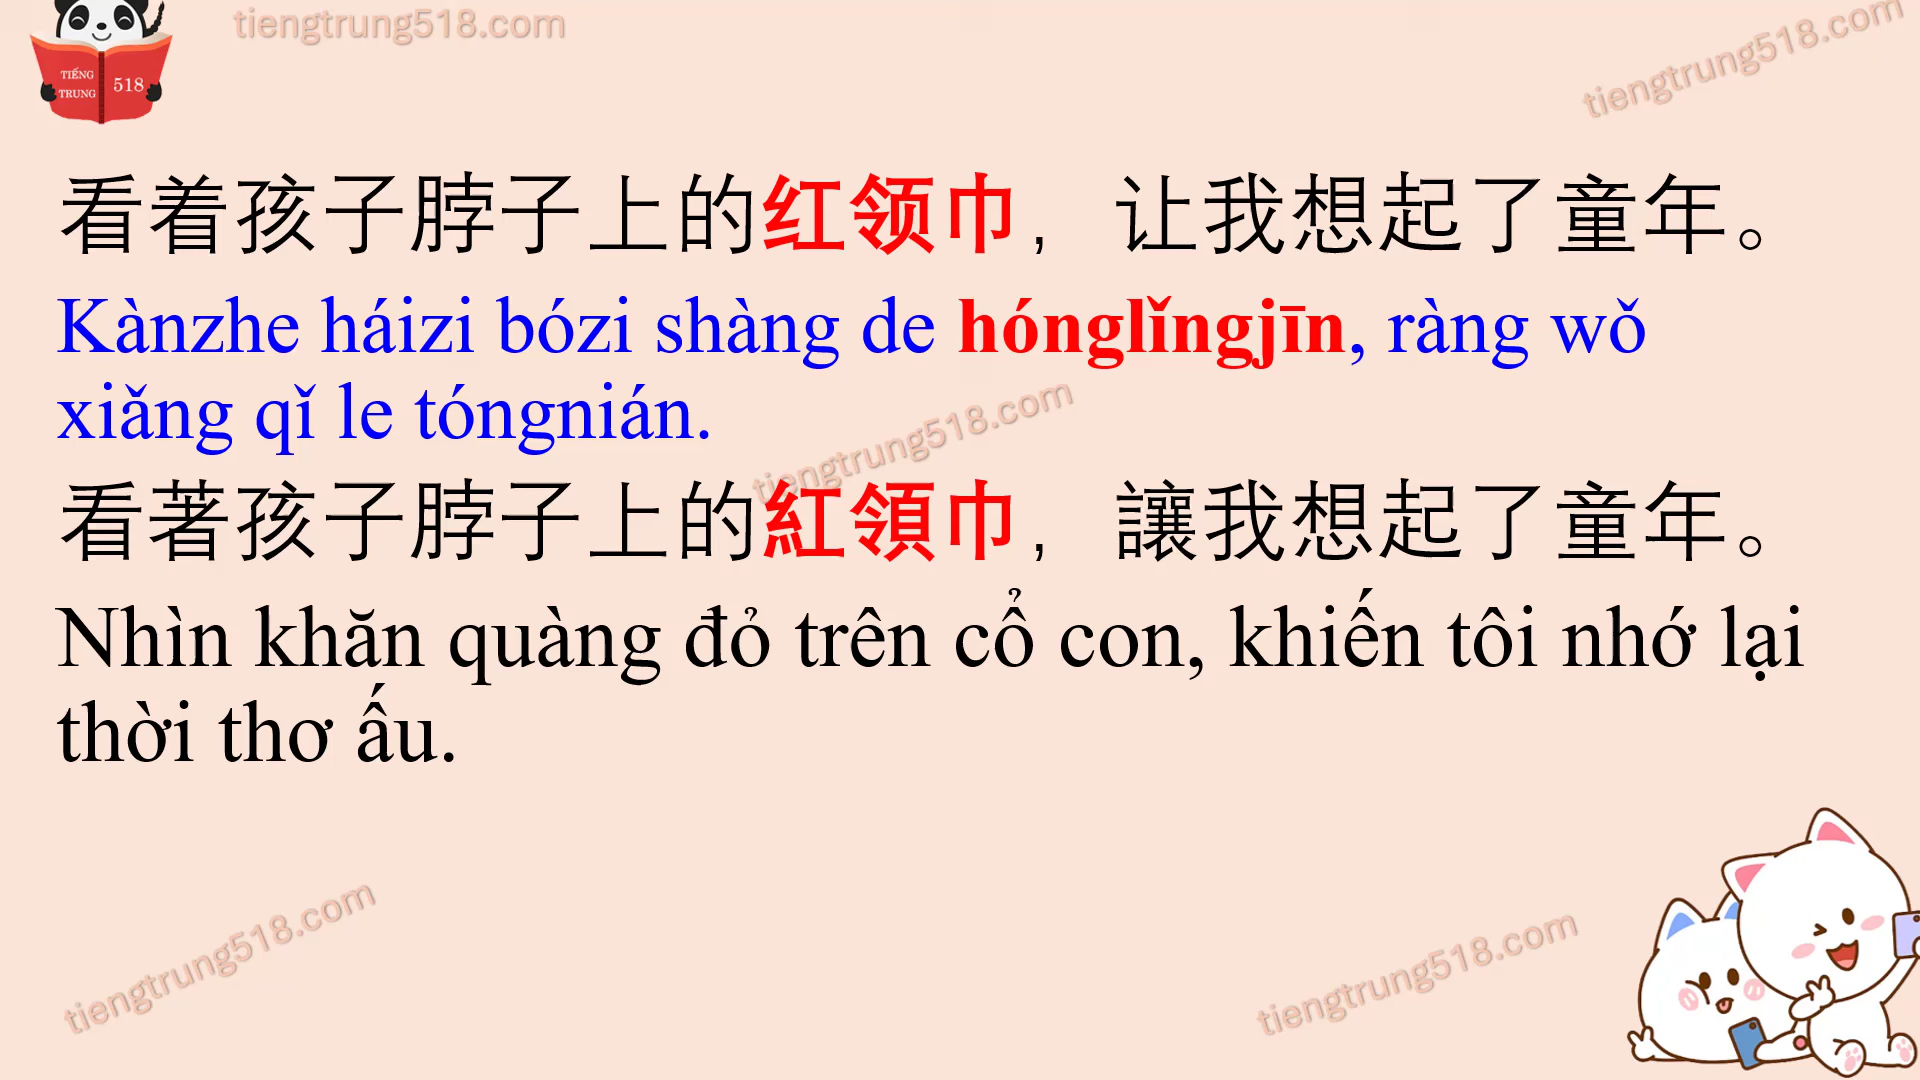 tiengtrung518.com
tiengtrung518.com
TIẾNG
TRUNG
518
看着孩子脖子上的红领巾，让我想起了童年。
Kànzhe háizi bózi shàng de hónglǐngjīn, ràng wǒ
xiǎng qǐ le tóngnián.
tiengtrung518.com
看著孩子脖子上的紅領巾，讓我想起了童年。
Nhìn khăn quàng đỏ trên cổ con, khiến tôi nhớ lại
thời thơ ấu.
tiengtrung518.com
tiengtrung518.com